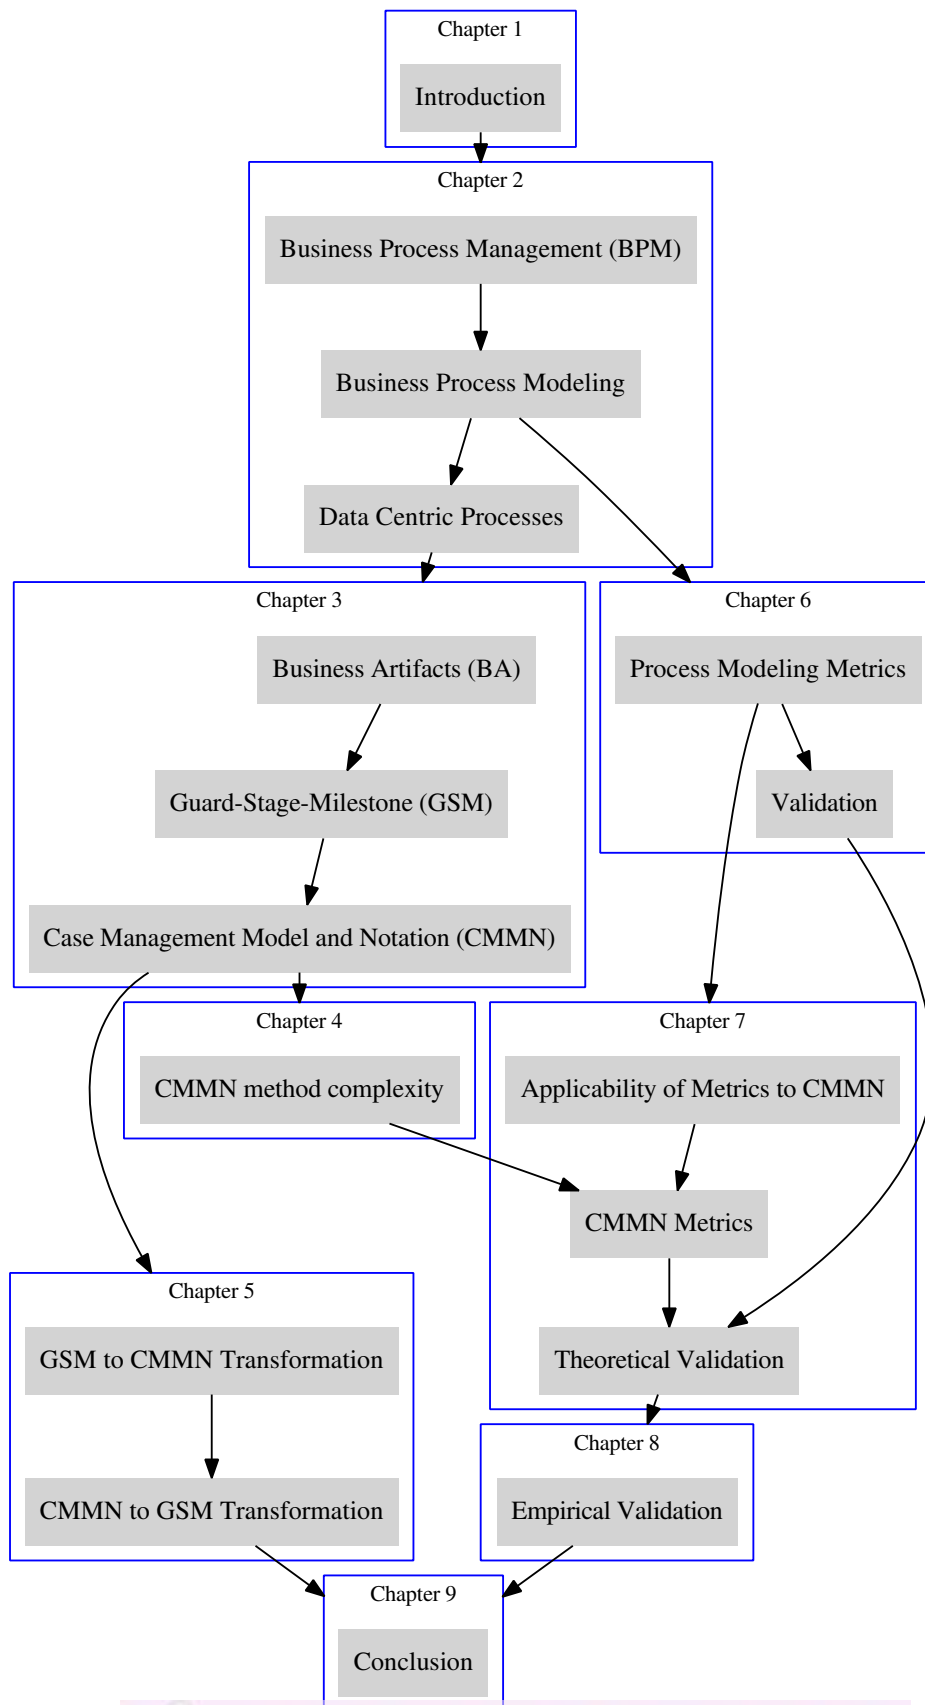 Chapter 1
Introduction
Chapter 2
Business Process Management (BPM)
Business Process Modeling
Data Centric Processes
Chapter 3
Business Artifacts (BA)
Guard-Stage-Milestone (GSM)
Case Management Model and Notation (CMMN)
Chapter 6
Process Modeling Metrics
Validation
Chapter 4
CMMN method complexity
Chapter 7
Applicability of Metrics to CMMN
CMMN Metrics
Theoretical Validation
Chapter 5
GSM to CMMN Transformation
CMMN to GSM Transformation
Chapter 8
Empirical Validation
Chapter 9
Conclusion